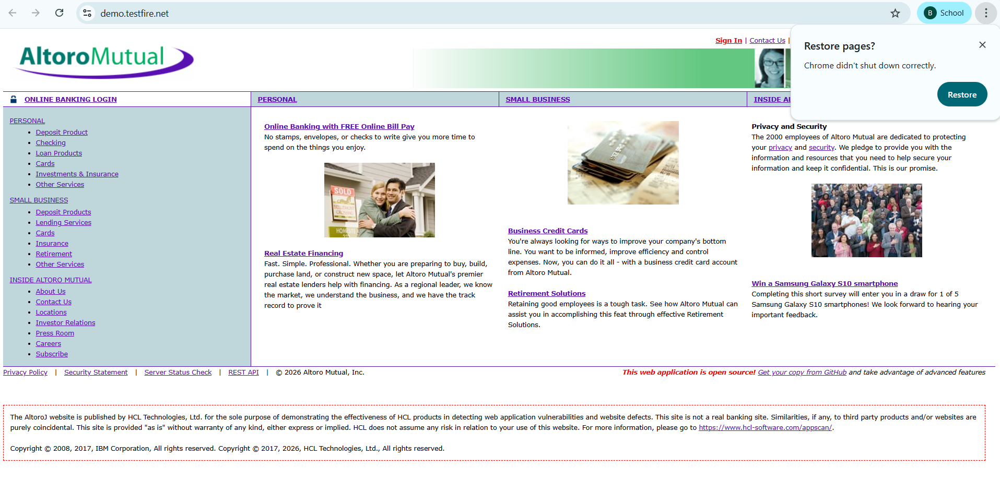 demo.testfire.net
B School
Restore pages?
Chrome didn't shut down correctly.
Restore
Sign In | Contact Us |
AltoroMutual
ONLINE BANKING LOGIN
PERSONAL
SMALL BUSINESS
INSIDE
PERSONAL
Deposit Product
Checking
Loan Products
Cards
Investments & Insurance
Other Services
SMALL BUSINESS
Deposit Products
Lending Services
Cards
Insurance
Retirement
Other Services
INSIDE ALTORO MUTUAL
About Us
Contact Us
Locations
Investor Relations
Press Room
Careers
Subscribe
Online Banking with FREE Online Bill Pay
No stamps, envelopes, or checks to write give you more time to
spend on the things you enjoy.
SOLD
Real Estate Financing
Fast. Simple. Professional. Whether you are preparing to buy, build,
purchase land, or construct new space, let Altoro Mutual's premier
real estate lenders help with financing. As a regional leader, we know
the market, we understand the business, and we have the track
record to prove it
Business Credit Cards
You're always looking for ways to improve your company's bottom
line. You want to be informed, improve efficiency and control
expenses. Now, you can do it all - with a business credit card account
from Altoro Mutual.
Retirement Solutions
Retaining good employees is a tough task. See how Altoro Mutual can
assist you in accomplishing this feat through effective Retirement
Solutions.
Privacy and Security
The 2000 employees of Altoro Mutual are dedicated to protecting
your privacy and security. We pledge to provide you with the
information and resources that you need to help secure your
information and keep it confidential. This is our promise.
Win a Samsung Galaxy S10 smartphone
Completing this short survey will enter you in a draw for 1 of 5
Samsung Galaxy S10 smartphones! We look forward to hearing your
important feedback.
Privacy Policy | Security Statement | Server Status Check | REST API | © 2026 Altoro Mutual, Inc.
This web application is open source! Get your copy from GitHub and take advantage of advanced features
The AltoroJ website is published by HCL Technologies, Ltd. for the sole purpose of demonstrating the effectiveness of HCL products in detecting web application vulnerabilities and website defects. This site is not a real banking site. Similarities, if any, to third party products and/or websites are
purely coincidental. This site is provided "as is" without warranty of any kind, either express or implied. HCL does not assume any risk in relation to your use of this website. For more information, please go to https://www.hcl-software.com/appscan/.
Copyright © 2008, 2017, IBM Corporation, All rights reserved. Copyright © 2017, 2026, HCL Technologies, Ltd., All rights reserved.